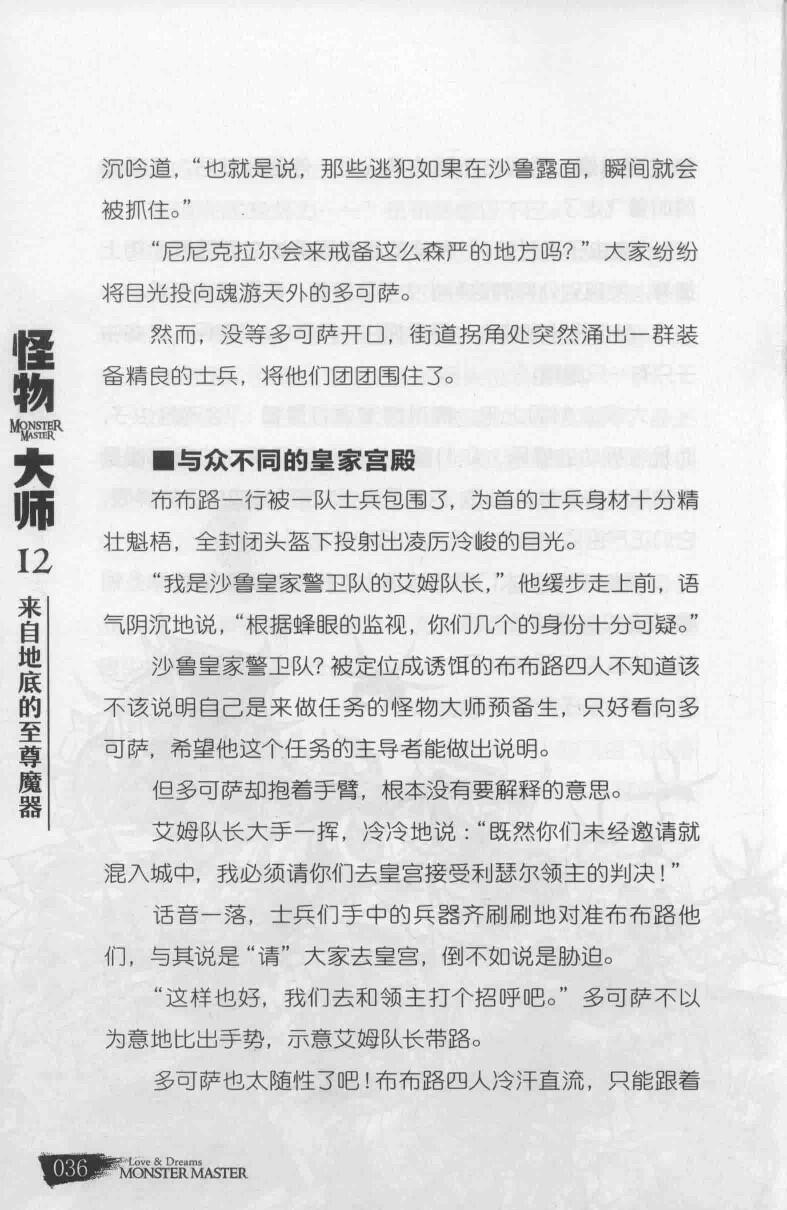 沉吟道，“也就是说，那些逃犯如果在沙鲁露面，瞬间就会
被抓住。”
“尼尼克拉尔会来戒备这么森严的地方吗？”大家纷纷
将目光投向魂游天外的多可萨。
然而，没等多可萨开口，街道拐角处突然涌出一群装
备精良的士兵，将他们团团围住了。
■与众不同的皇家宫殿
布布路一行被一队士兵包围了，为首的士兵身材十分精
壮魁梧，全封闭头盔下投射出凌厉冷峻的目光。
“我是沙鲁皇家警卫队的艾姆队长，”他缓步走上前，语
气阴沉地说，“根据蜂眼的监视，你们几个的身份十分可疑。”
沙鲁皇家警卫队？被定位成诱饵的布布路四人不知道该
不该说明自己是来做任务的怪物大师预备生，只好看向多
可萨，希望他这个任务的主导者能做出说明。
但多可萨却抱着手臂，根本没有要解释的意思。
艾姆队长大手一挥，冷冷地说：“既然你们未经邀请就
混入城中，我必须请你们去皇宫接受利瑟尔领主的判决！”
话音一落，士兵们手中的兵器齐刷刷地对准布布路他
们，与其说是“请”大家去皇宫，倒不如说是胁迫。
“这样也好，我们去和领主打个招呼吧。”多可萨不以
为意地比出手势，示意艾姆队长带路。
多可萨也太随性了吧！布布路四人冷汗直流，只能跟着
怪物
MONSTER
MASTER
大师
12
来自地底的至尊魔器
036
Love & Dreams
MONSTER MASTER